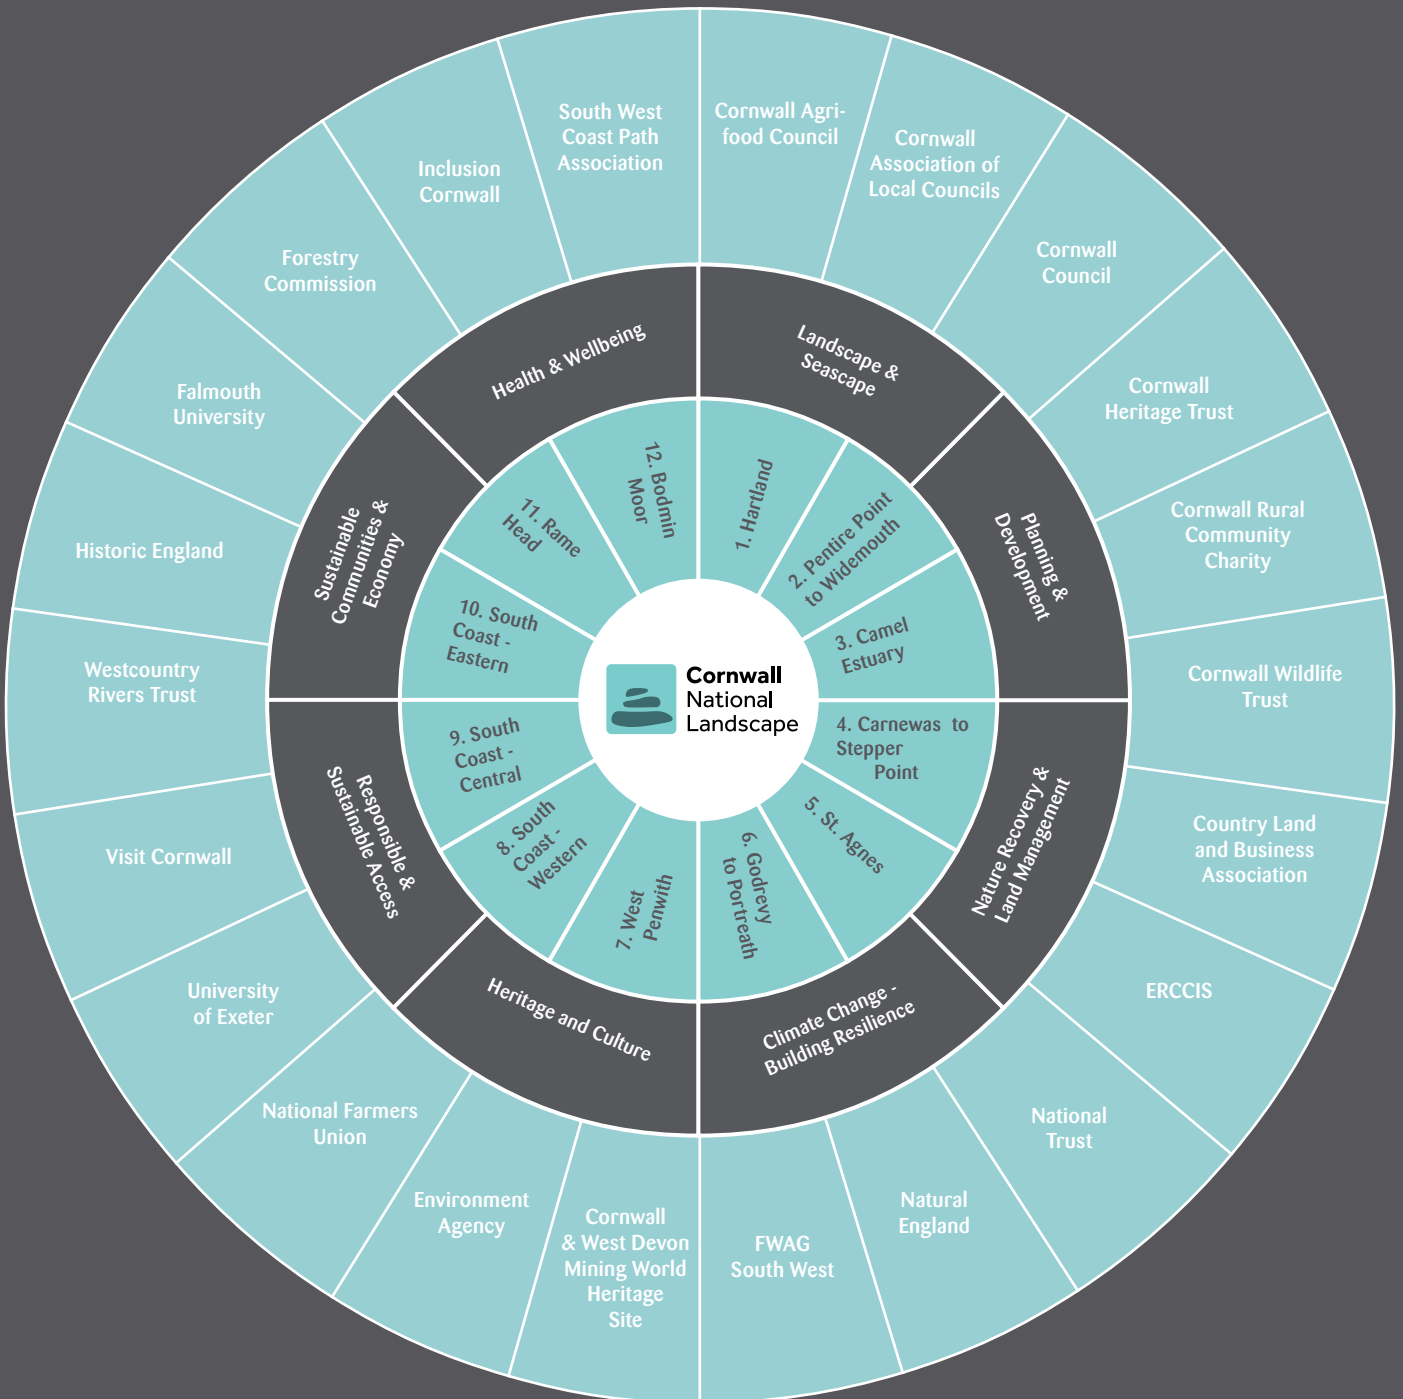 Cornwall Agri-
food Council
Cornwall
Association of
Local Councils
Cornwall
Council
Cornwall
Heritage Trust
Cornwall Rural
Community
Charity
Cornwall Wildlife
Trust
Country Land
and Business
Association
ERCCIS
National
Trust
Natural
England
FWAG
South West
Cornwall
& West Devon
Mining World
Heritage
Site
Environment
Agency
National Farmers
Union
University
of Exeter
Visit Cornwall
Westcountry
Rivers Trust
Historic England
Falmouth
University
Forestry
Commission
Inclusion
Cornwall
South West
Coast Path
Association
Landscape &
Seascape
Planning &
Development
Nature Recovery &
Land Management
Climate Change -
Building Resilience
Heritage and Culture
Responsible &
Sustainable Access
Sustainable
Communities &
Economy
Health & Wellbeing
1. Hartland
2. Pentire Point
to Widemouth
3. Camel
Estuary
4. Carnewas to
Stepper
Point
5. St. Agnes
6. Godrevy
to Portreath
7. West
Penwith
8. South
Coast -
Western
9. South
Coast -
Central
10. South
Coast -
Eastern
11. Rame
Head
12. Bodmin
Moor
Cornwall
National
Landscape